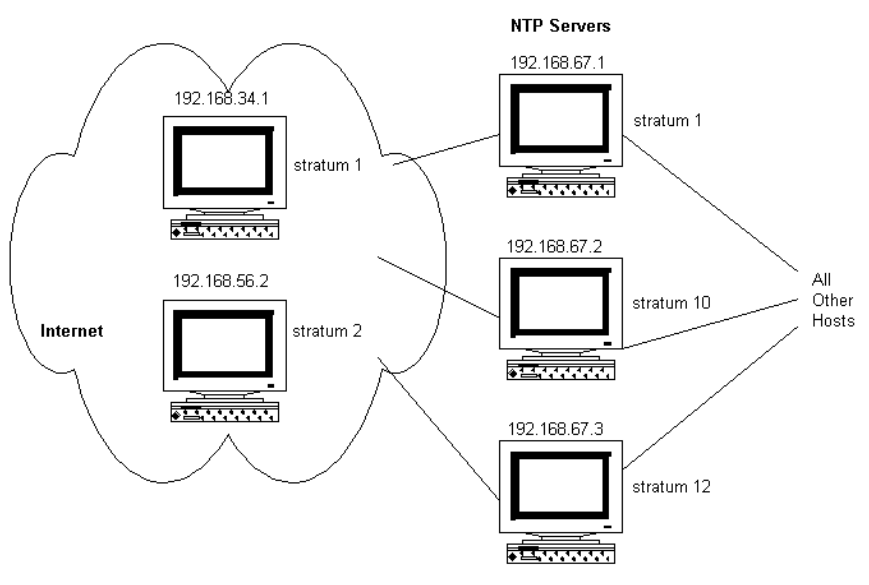 NTP Servers
192.168.67.1
192.168.34.1
stratum 1
stratum 1
192.168.67.2
192.168.56.2
stratum 10
All
Other
Hosts
Internet
stratum 2
192.168.67.3
stratum 12